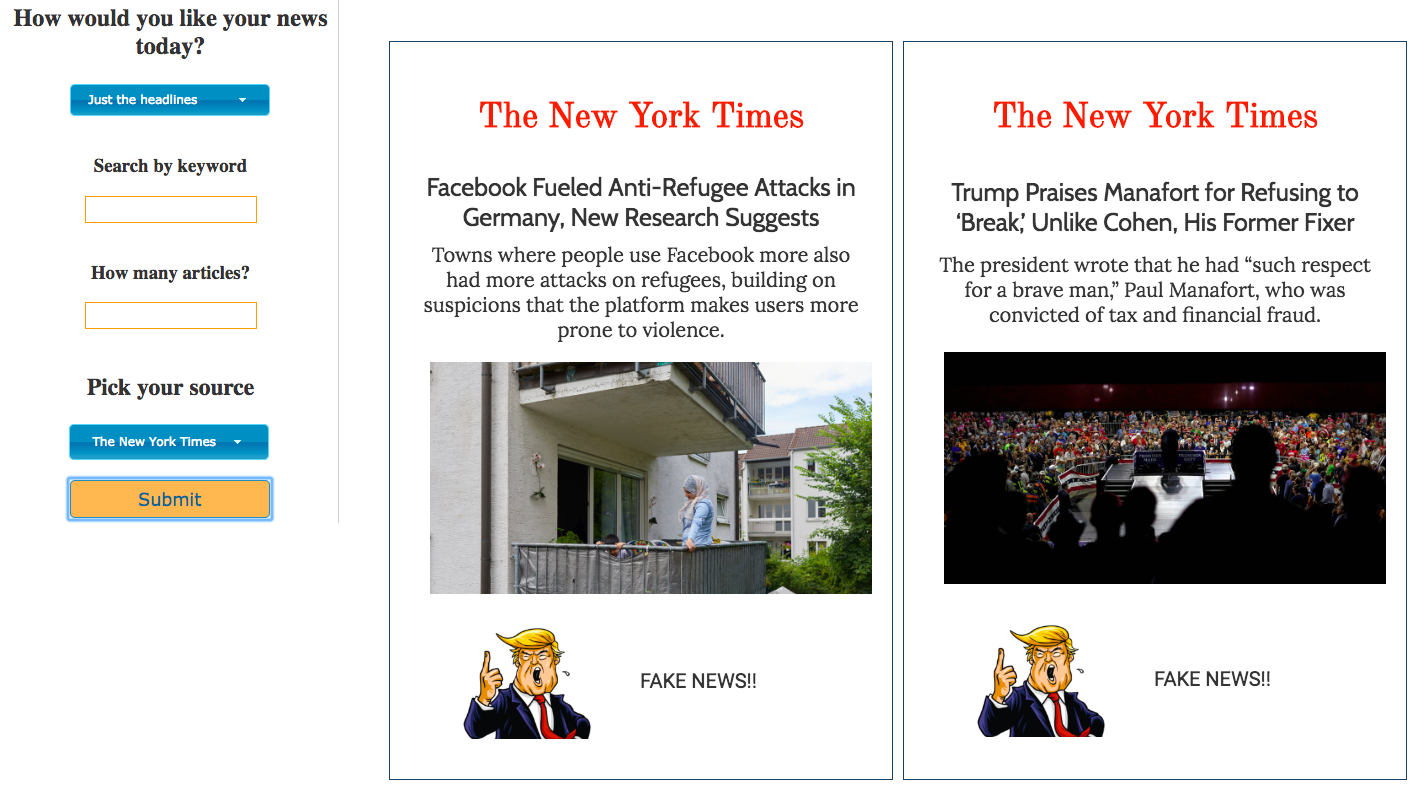 How would you like your news
today?
Just the headlines
Search by keyword
How many articles?
Pick your source
The New York Times
Submit
The New York Times
Facebook Fueled Anti-Refugee Attacks in
Germany, New Research Suggests
Towns where people use Facebook more also
had more attacks on refugees, building on
suspicions that the platform makes users more
prone to violence.
FAKE NEWS!!
The New York Times
Trump Praises Manafort for Refusing to
‘Break,’ Unlike Cohen, His Former Fixer
The president wrote that he had “such respect
for a brave man,” Paul Manafort, who was
convicted of tax and financial fraud.
FAKE NEWS!!